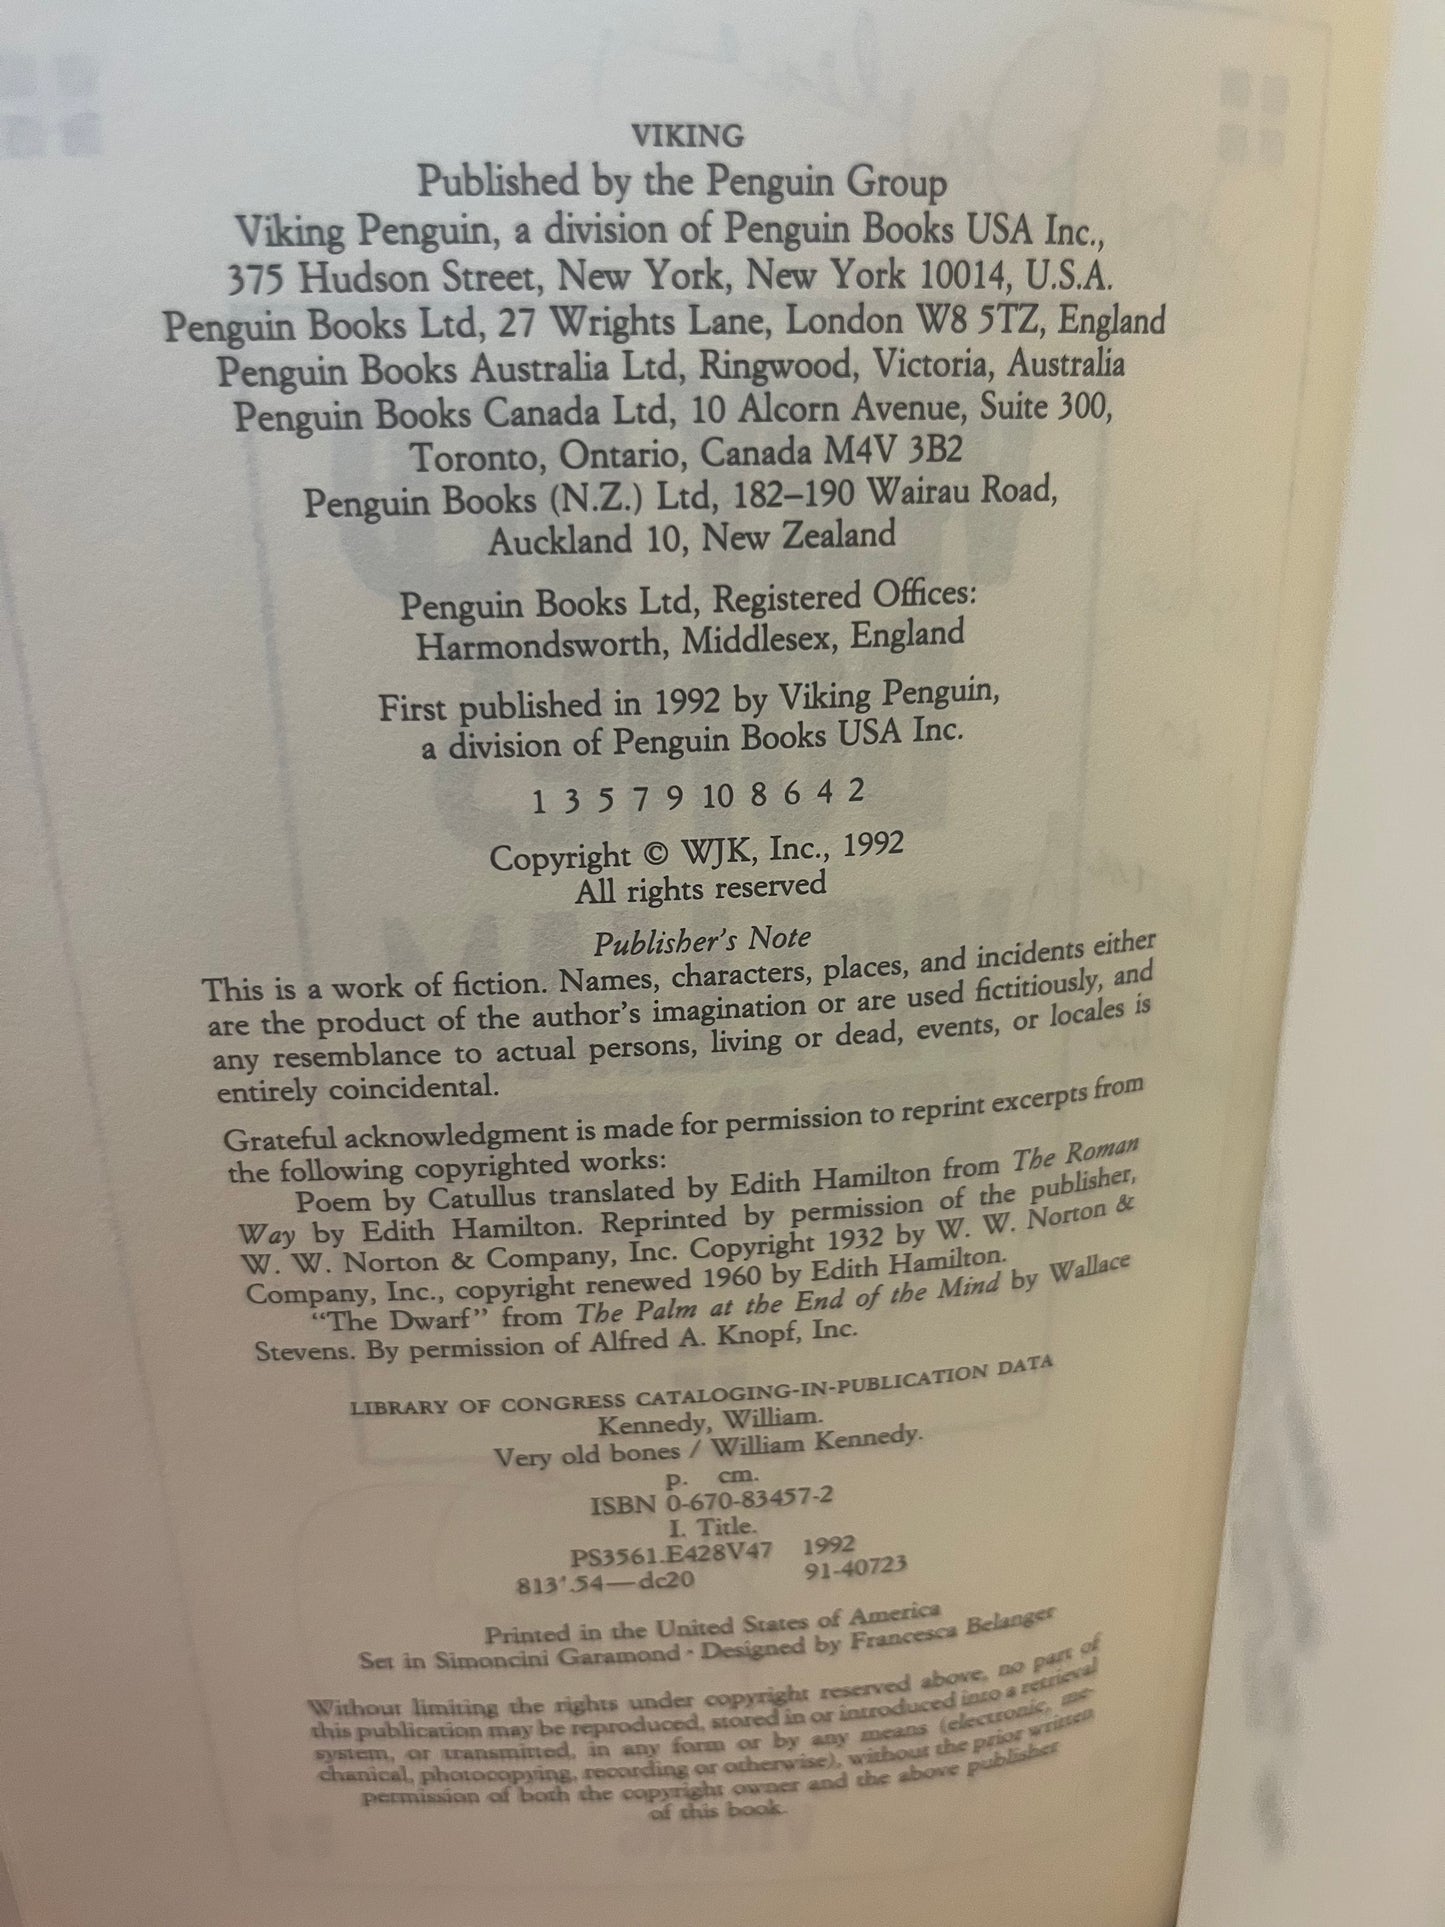 VIKING
Published by the Penguin Group
Viking Penguin, a division of Penguin Books USA Inc.,
375 Hudson Street, New York, New York 10014, U.S.A.
Penguin Books Ltd, 27 Wrights Lane, London W8 5TZ, England
Penguin Books Australia Ltd, Ringwood, Victoria, Australia
Penguin Books Canada Ltd, 10 Alcorn Avenue, Suite 300,
Toronto, Ontario, Canada M4V 3B2
Penguin Books (N.Z.) Ltd, 182–190 Wairau Road,
Auckland 10, New Zealand
Penguin Books Ltd, Registered Offices:
Harmondsworth, Middlesex, England
First published in 1992 by Viking Penguin,
a division of Penguin Books USA Inc.
1 3 5 7 9 10 8 6 4 2
Copyright © WJK, Inc., 1992
All rights reserved
Publisher's Note
This is a work of fiction. Names, characters, places, and incidents either
are the product of the author's imagination or are used fictitiously, and
any resemblance to actual persons, living or dead, events, or locales is
entirely coincidental.
Grateful acknowledgment is made for permission to reprint excerpts from
the following copyrighted works:
Poem by Catullus translated by Edith Hamilton from The Roman
Way by Edith Hamilton. Reprinted by permission of the publisher,
W. W. Norton & Company, Inc. Copyright 1932 by W. W. Norton &
Company, Inc., copyright renewed 1960 by Edith Hamilton.
"The Dwarf" from The Palm at the End of the Mind by Wallace
Stevens. By permission of Alfred A. Knopf, Inc.
LIBRARY OF CONGRESS CATALOGING-IN-PUBLICATION DATA
Kennedy, William.
Very old bones / William Kennedy.
p. cm.
ISBN 0-670-83457-2
I. Title.
PS3561.E428V47 1992
813'.54—dc20 91-40723
Printed in the United States of America
Set in Simoncini Garamond · Designed by Francesca Belanger
Without limiting the rights under copyright reserved above, no part of
this publication may be reproduced, stored in or introduced into a retrieval
system, or transmitted, in any form or by any means (electronic, me-
chanical, photocopying, recording or otherwise), without the prior written
permission of both the copyright owner and the above publisher
of this book.